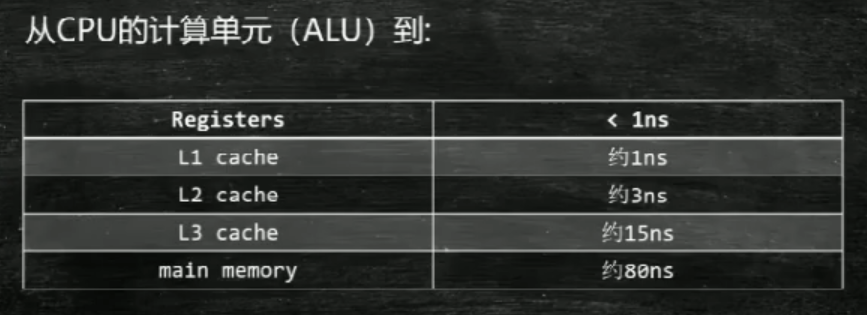 从CPU的计算单元（ALU）到:
Registers < 1ns
L1 cache 约1ns
L2 cache 约3ns
L3 cache 约15ns
main memory 约80ns